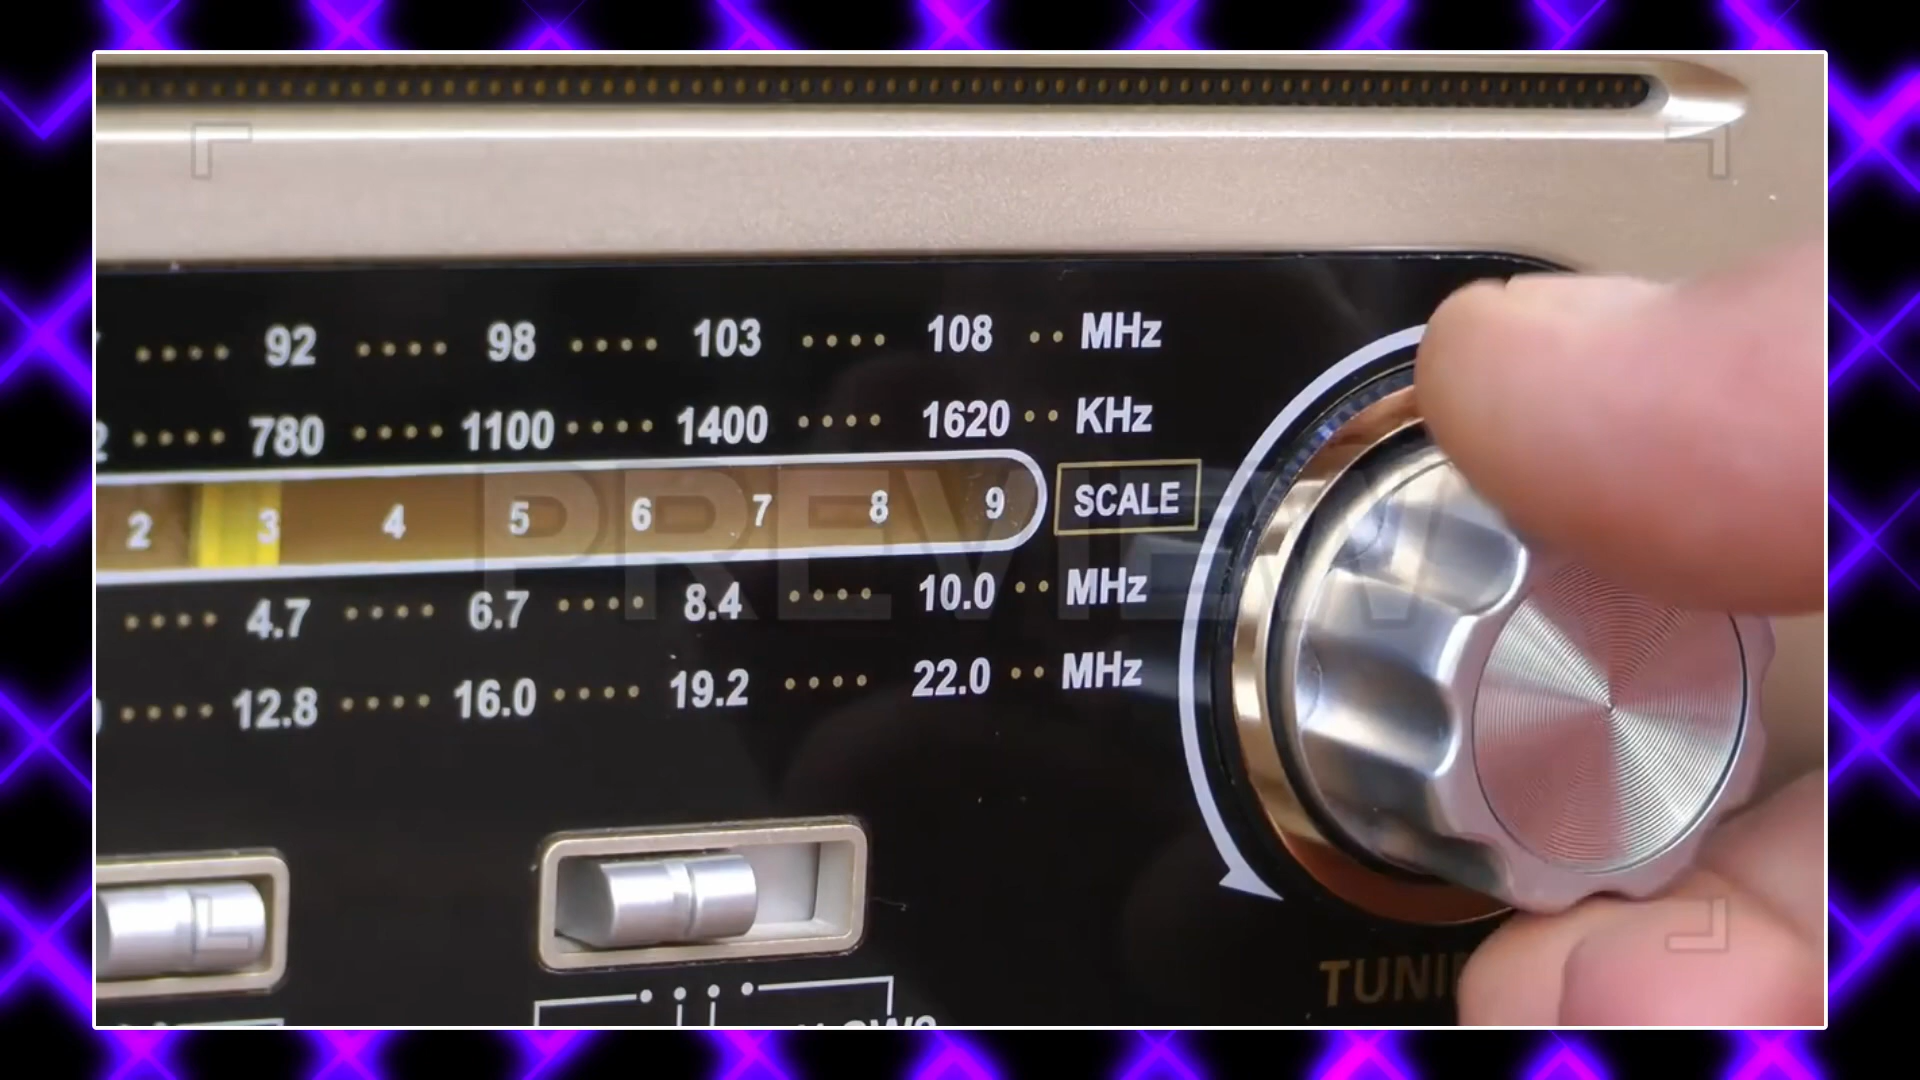 92 98 103 108 MHz
780 1100 1400 1620 KHz
2 3 4 5 6 7 8 9 SCALE
4.7 6.7 8.4 10.0 MHz
12.8 16.0 19.2 22.0 MHz
PREVIEW